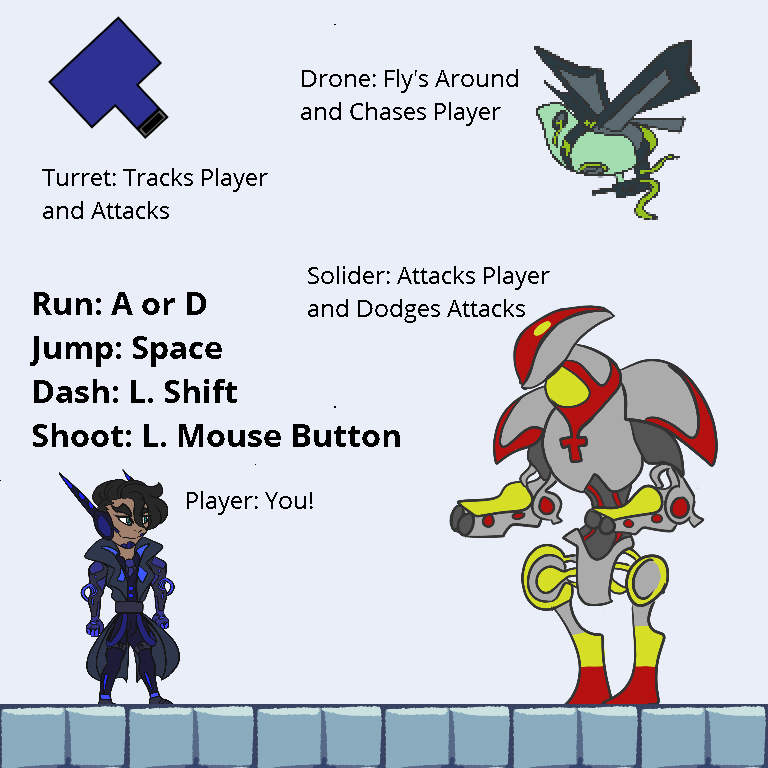 Drone: Fly's Around
and Chases Player
Turret: Tracks Player
and Attacks
Solider: Attacks Player
and Dodges Attacks
Run: A or D
Jump: Space
Dash: L. Shift
Shoot: L. Mouse Button
Player: You!